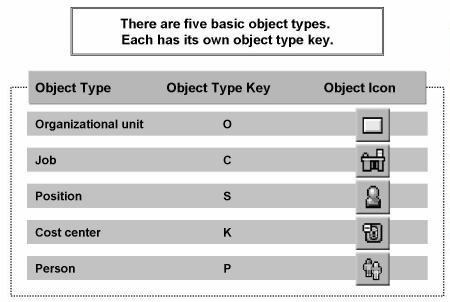 There are five basic object types.
Each has its own object type key.
Object Type Object Type Key Object Icon
Organizational unit O
Job C
Position S
Cost center K
Person P